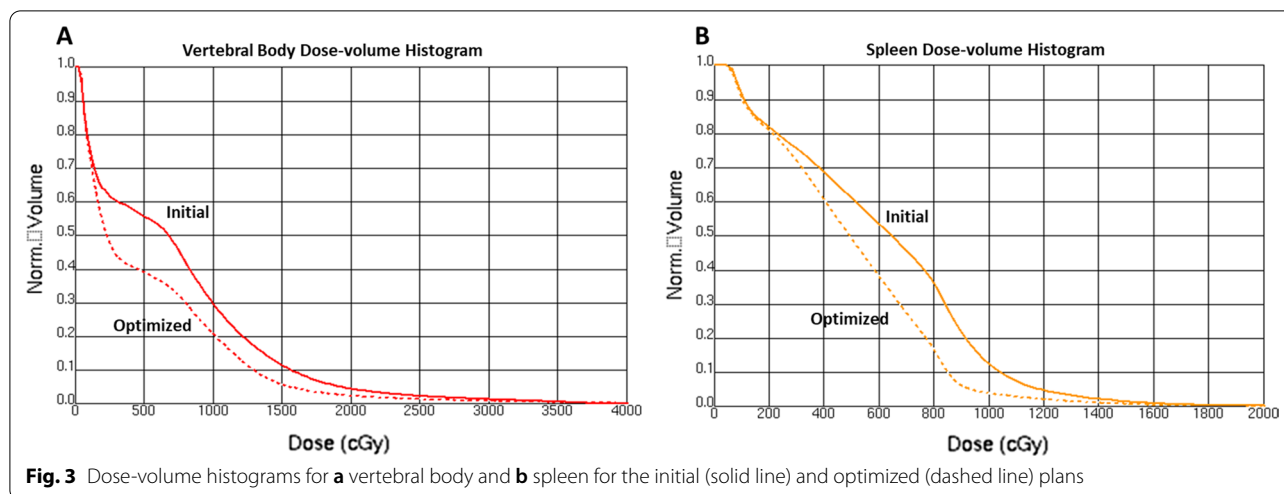 A
Vertebral Body Dose-volume Histogram
1.0
0.9
0.8
0.7
0.6
0.5
0.4
0.3
0.2
0.1
0.0
Norm.□Volume
Initial
Optimized
0 500 1000 1500 2000 2500 3000 3500 4000
Dose (cGy)
B
Spleen Dose-volume Histogram
1.0
0.9
0.8
0.7
0.6
0.5
0.4
0.3
0.2
0.1
0.0
Norm.□Volume
Initial
Optimized
0 200 400 600 800 1000 1200 1400 1600 1800 2000
Dose (cGy)
Fig. 3 Dose-volume histograms for a vertebral body and b spleen for the initial (solid line) and optimized (dashed line) plans